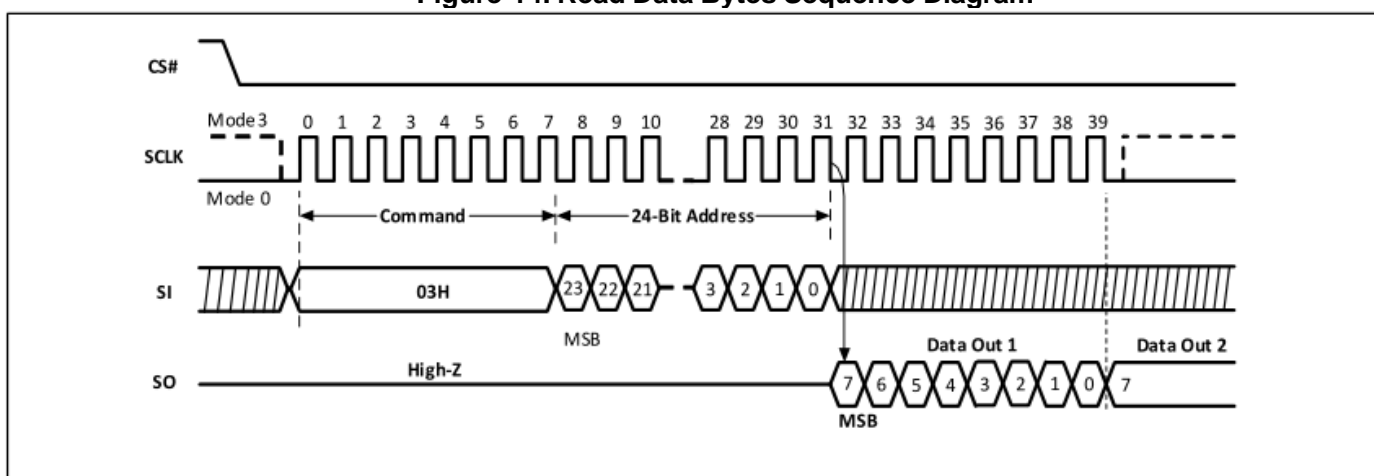 Figure 14. Read Data Bytes Sequence Diagram
CS#
Mode3 0 1 2 3 4 5 6 7 8 9 10 28 29 30 31 32 33 34 35 36 37 38 39
SCLK
Mode 0
Command 24-Bit Address
SI 03H 23 22 21 3 2 1 0
MSB Data Out 1 Data Out 2
High-Z
SO 7 6 5 4 3 2 1 0 7
MSB